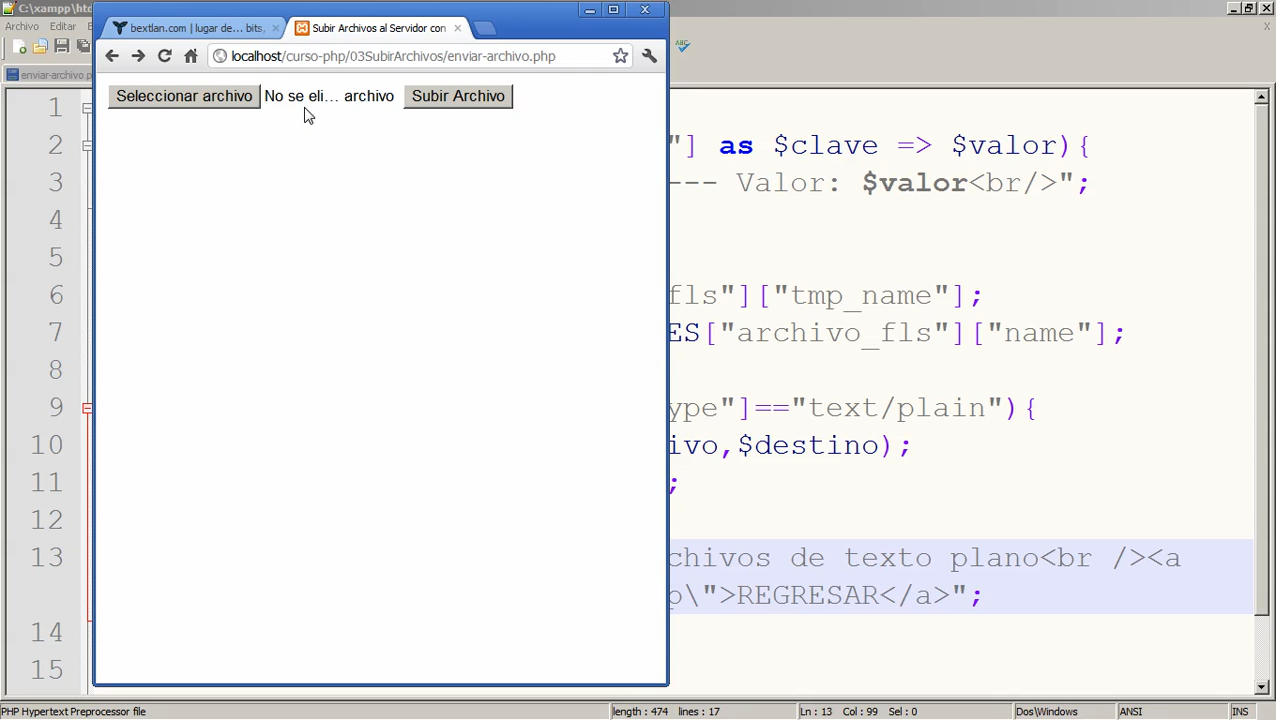 C:\xampp\htc
Archivo Editar
enviar-archivo.p
bextlan.com | lugar de... bits,
Subir Archivos al Servidor con
localhost/curso-php/03SubirArchivos/enviar-archivo.php
ABC
Seleccionar archivo No se eli... archivo Subir Archivo
1
2 "] as $clave => $valor){
3 --- Valor: $valor<br/>";
4
5
6 fls"]["tmp_name"];
7 ES["archivo_fls"]["name"];
8
9 ype"]=="text/plain"){
10 ivo,$destino);
11 ;
12
13 chivos de texto plano<br /><a
p\">REGRESAR</a>";
14
15
PHP Hypertext Preprocessor file length : 474 lines : 17 Ln : 13 Col : 99 Sel : 0 Dos\Windows ANSI INS